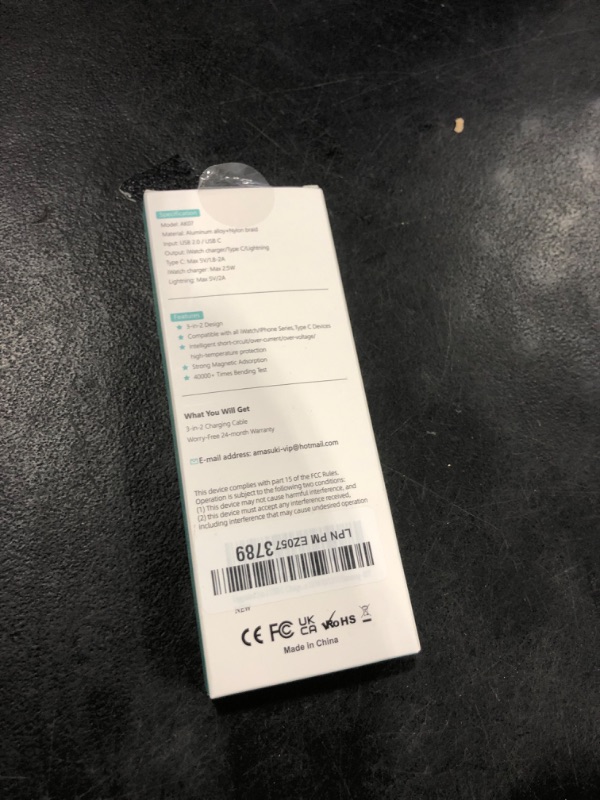 Specification
Material: Aluminum alloy+Nylon braid
Input: USB 2.0 / USB C
Output: iWatch charger/Type C/Lightning
Type C: Max 5V/1.8-2A
iWatch charger: Max 2.5W
Lightning: Max 5V/2A
Features
3-in-2 Design
Compatible with all iWatch/iPhone Series,Type C Devices
Intelligent short-circuit/over-current/over-voltage/
high-temperature protection
Strong Magnetic Adsorption
40000+ Times Bending Test
What You Will Get
3-in-2 Charging Cable
Worry-Free 24-month Warranty
E-mail address: amasuki-vip@hotmail.com
This device complies with part 15 of the FCC Rules.
Operation is subject to the following two conditions:
(1) This device may not cause harmful interference, and
(2) this device must accept any interference received,
including interference that may cause undesired operation
LPN PM EZ0573789
CE FC UK CA RoHS
Made In China